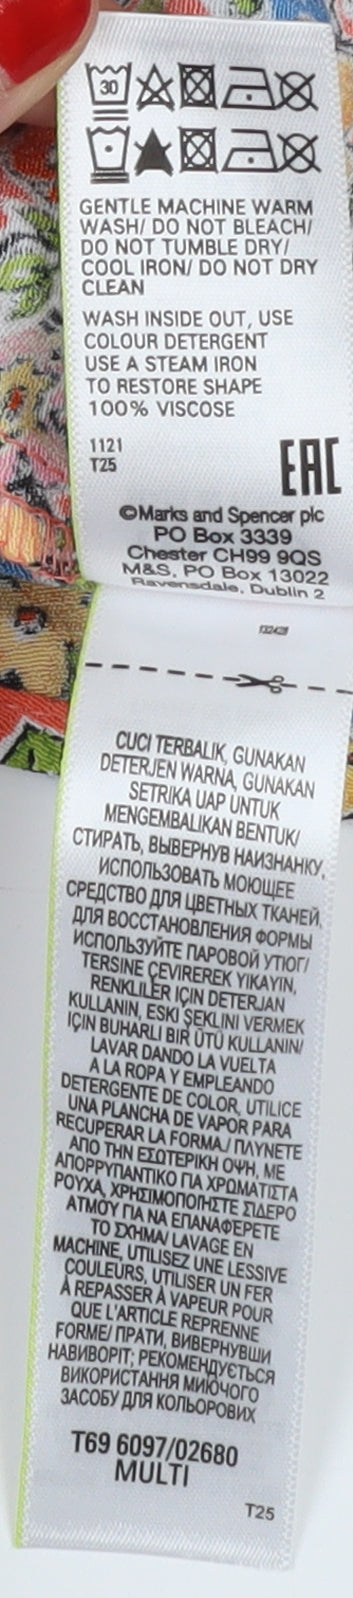 30
GENTLE MACHINE WARM
WASH/ DO NOT BLEACH/
DO NOT TUMBLE DRY/
COOL IRON/ DO NOT DRY
CLEAN
WASH INSIDE OUT, USE
COLOUR DETERGENT
USE A STEAM IRON
TO RESTORE SHAPE
100% VISCOSE
1121
T25
EAC
©Marks and Spencer plc
PO Box 3339
Chester CH99 9QS
M&S, PO Box 13022
Ravensdale, Dublin 2
CUCI TERBALIK, GUNAKAN
DETERJEN WARNA, GUNAKAN
SETRIKA UAP UNTUK
MENGEMBALIKAN BENTUK/
СТИРАТЬ, ВЫВЕРНУВ НАИЗНАНКУ,
ИСПОЛЬЗОВАТЬ МОЮЩЕЕ
СРЕДСТВО ДЛЯ ЦВЕТНЫХ ТКАНЕЙ.
ДЛЯ ВОССТАНОВЛЕНИЯ ФОРМЫ
ИСПОЛЬЗУЙТЕ ПАРОВОЙ УТЮГ/
TERSINE ÇEVIREREK YIKAYIN,
RENKLILER IÇIN DETERJAN
KULLANIN, ESKI ŞEKLINI VERMEK
IÇIN BUHARLI BIR ÜTÜ KULLANIN/
LAVAR DANDO LA VUELTA
A LA ROPA Y EMPLEANDO
DETERGENTE DE COLOR, UTILICE
UNA PLANCHA DE VAPOR PARA
RECUPERAR LA FORMA/ ΠΛΥΝΕΤΕ
ΑΠΟ ΤΗΝ ΕΣΩΤΕΡΙΚΗ ΟΨΗ, ΜΕ
ΑΠΟΡΡΥΠΑΝΤΙΚΟ ΓΙΑ ΧΡΩΜΑΤΙΣΤΑ
ΡΟΥΧΑ, ΧΡΗΣΙΜΟΠΟΙΗΣΤΕ ΣΙΔΕΡΟ
ΑΤΜΟΥ ΓΙΑ ΝΑ ΕΠΑΝΑΦΕΡΕΤΕ
ΤΟ ΣΧΗΜΑ/ LAVAGE EN
MACHINE, UTILISEZ UNE LESSIVE
COULEURS, UTILISER UN FER
À REPASSER À VAPEUR POUR
QUE L'ARTICLE REPRENNE
FORME/ ПРАТИ, ВИВЕРНУВШИ
НАВИВОРІТ; РЕКОМЕНДУЄТЬСЯ
ВИКОРИСТАННЯ МИЮЧОГО
ЗАСОБУ ДЛЯ КОЛЬОРОВИХ
T69 6097/02680
MULTI
T25